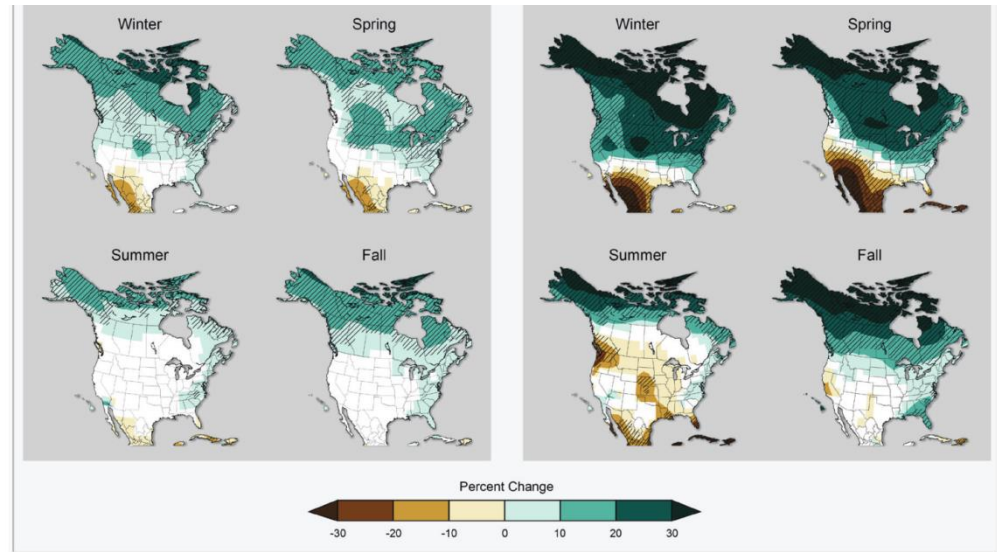 Winter Spring Winter Spring
Summer Fall Summer Fall
Percent Change
-30 -20 -10 0 10 20 30